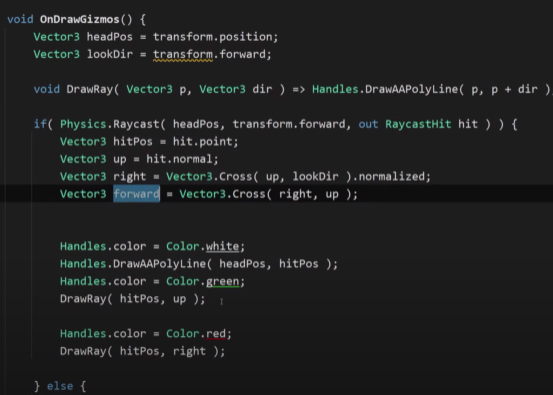 void OnDrawGizmos() {
Vector3 headPos = transform.position;
Vector3 lookDir = transform.forward;
void DrawRay( Vector3 p, Vector3 dir ) => Handles.DrawAAPolyLine( p, p + dir )
if( Physics.Raycast( headPos, transform.forward, out RaycastHit hit ) ) {
Vector3 hitPos = hit.point;
Vector3 up = hit.normal;
Vector3 right = Vector3.Cross( up, lookDir ).normalized;
Vector3 forward = Vector3.Cross( right, up );
Handles.color = Color.white;
Handles.DrawAAPolyLine( headPos, hitPos );
Handles.color = Color.green;
DrawRay( hitPos, up );
Handles.color = Color.red;
DrawRay( hitPos, right );
} else {